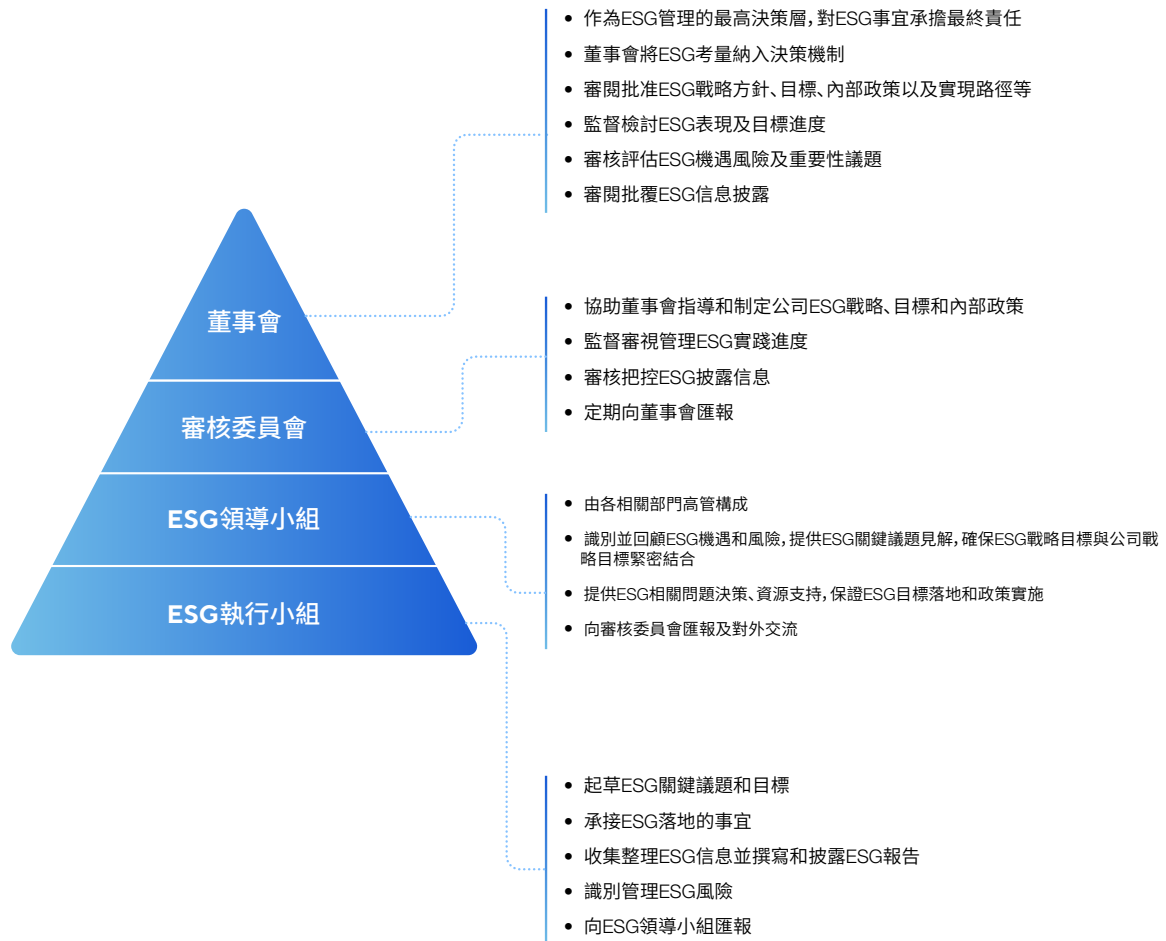 • 作為ESG管理的最高決策層，對ESG事宜承擔最終責任
• 董事會將ESG考量納入決策機制
• 審閱批准ESG戰略方針、目標、內部政策以及實現路徑等
• 監督檢討ESG表現及目標進度
• 審核評估ESG機遇風險及重要性議題
• 審閱批覆ESG信息披露
董事會
• 協助董事會指導和制定公司ESG戰略、目標和內部政策
• 監督審視管理ESG實踐進度
• 審核把控ESG披露信息
• 定期向董事會匯報
審核委員會
• 由各相關部門高管構成
• 識別並回顧ESG機遇和風險，提供ESG關鍵議題見解，確保ESG戰略目標與公司戰
略目標緊密結合
• 提供ESG相關問題決策、資源支持，保證ESG目標落地和政策實施
• 向審核委員會匯報及對外交流
ESG領導小組
ESG執行小組
• 起草ESG關鍵議題和目標
• 承接ESG落地的事宜
• 收集整理ESG信息並撰寫和披露ESG報告
• 識別管理ESG風險
• 向ESG領導小組匯報